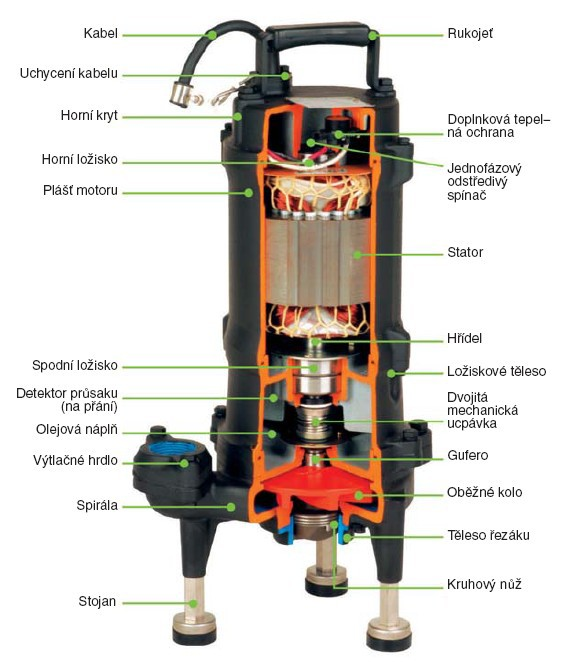 Kabel
Uchycení kabelu
Horní kryt
Horní ložisko
Plášť motoru
Spodní ložisko
Detektor průsaku
(na přání)
Olejová náplň
Výtlačné hrdlo
Spirála
Stojan
Rukojeť
Doplnková tepel–
ná ochrana
Jednofázový
odstředivý
spínač
Stator
Hřídel
Ložiskové těleso
Dvojitá
mechanická
ucpávka
Gufero
Oběžné kolo
Těleso řezáku
Kruhový nůž